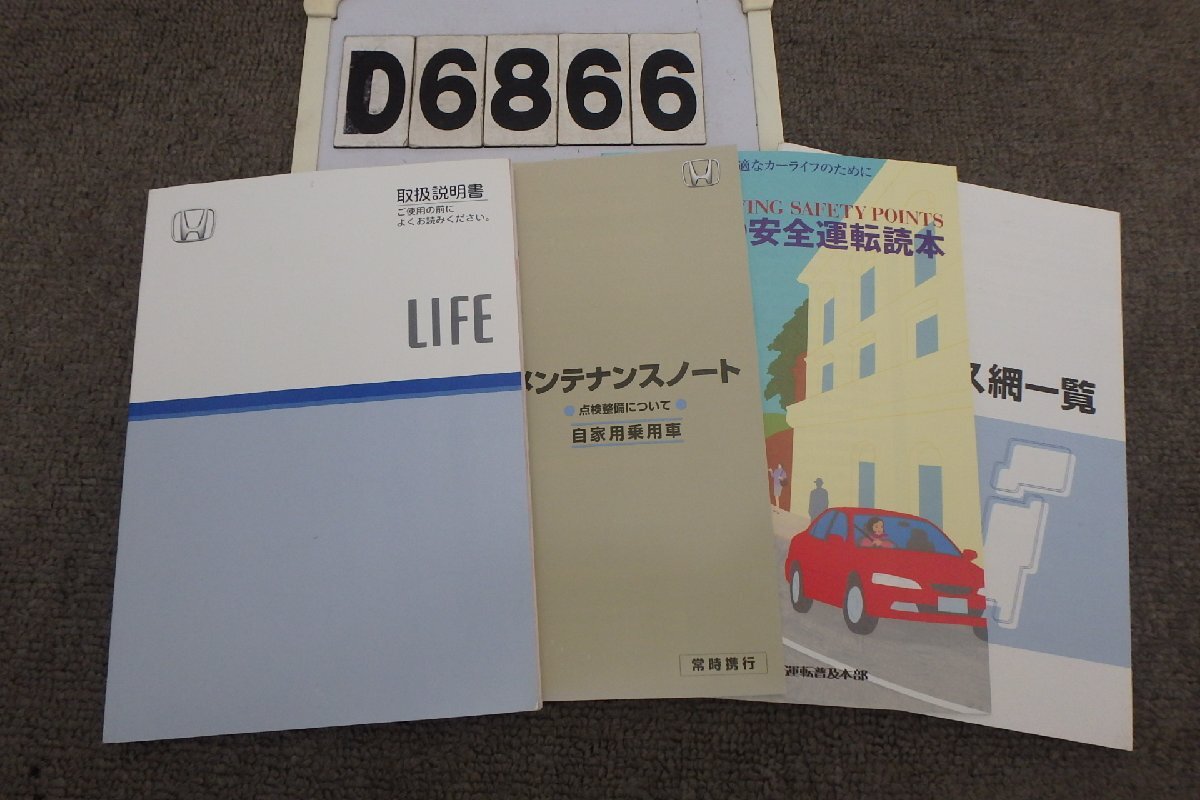 D6866
取扱説明書
ご使用の前に
よくお読みください。
LIFE
メンテナンスノート
点検整備について
自家用乗用車
常時携行
適なカーライフのために
ING SAFETY POINTS
安全運転読本
運転普及本部
ス網一覧